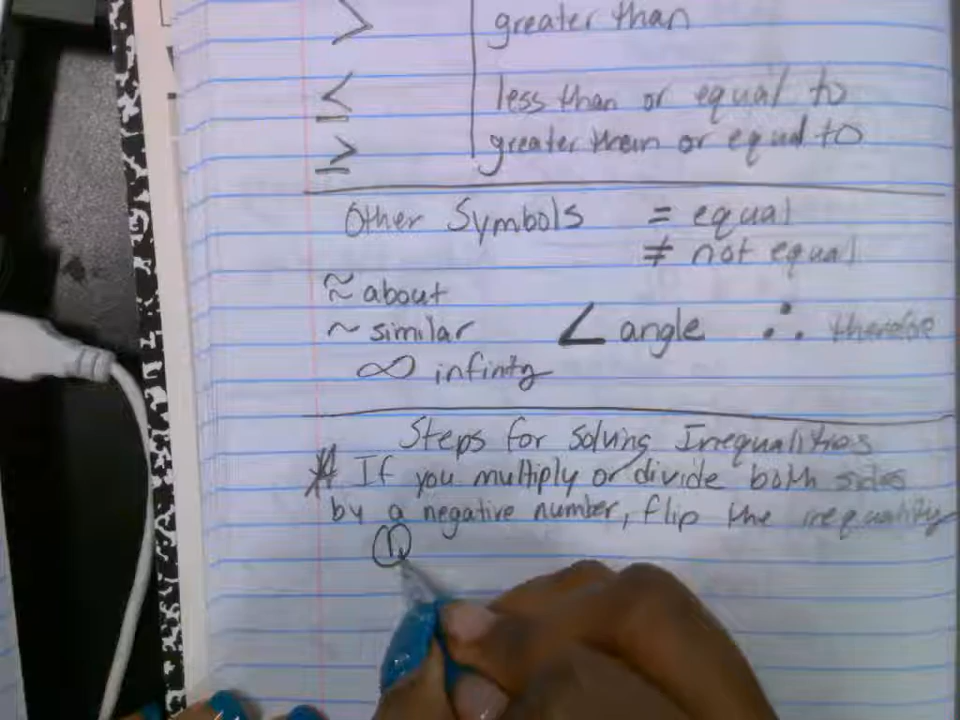 > greater than
≤ less than or equal to
≥ greater than or equal to
Other Symbols = equal
≠ not equal
≈ about
~ similar ∠ angle ∴ therefore
∞ infinity
Steps for Solving Inequalities
* If you multiply or divide both sides
by a negative number, flip the inequality
①